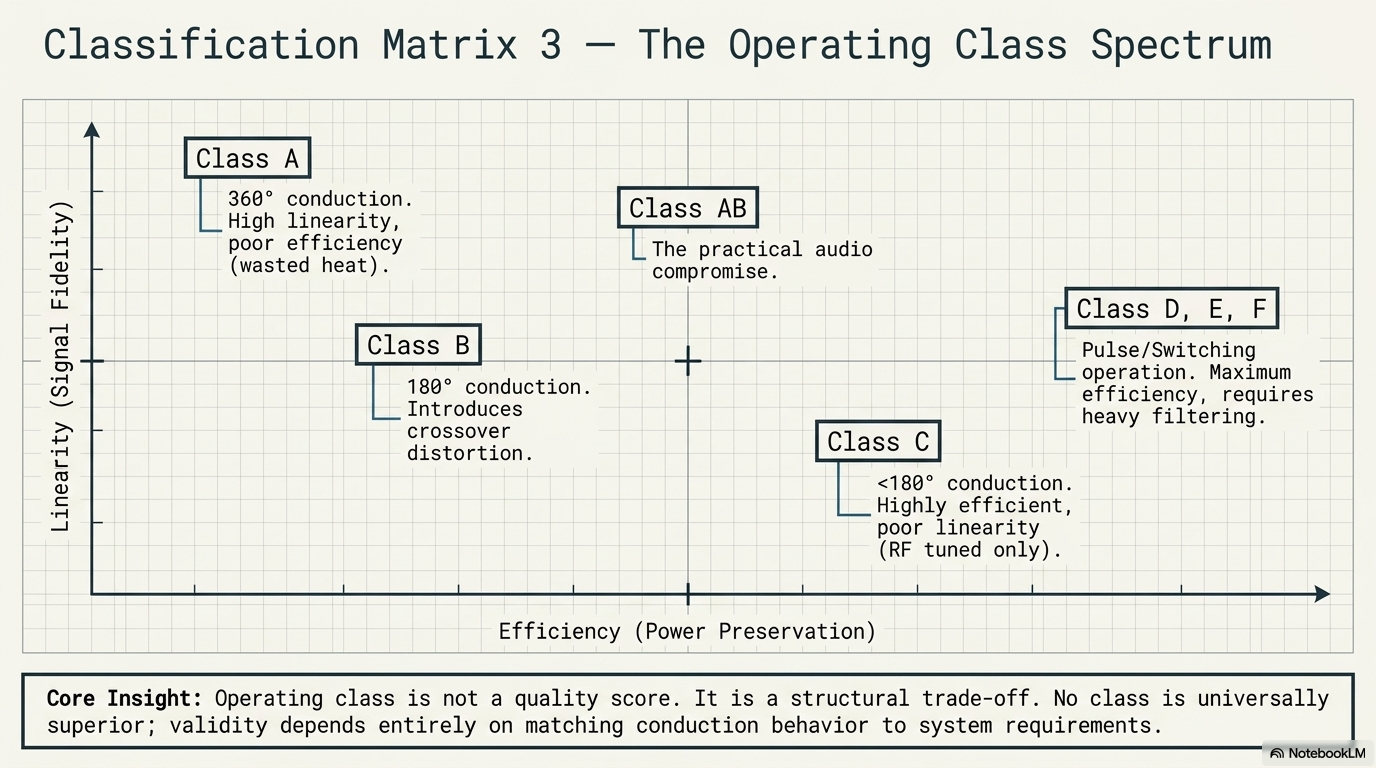 Classification Matrix 3 — The Operating Class Spectrum
Linearity (Signal Fidelity)
Class A
360° conduction.
High linearity,
poor efficiency
(wasted heat).
Class AB
The practical audio
compromise.
Class B
180° conduction.
Introduces
crossover
distortion.
Class D, E, F
Pulse/Switching
operation. Maximum
efficiency, requires
heavy filtering.
Class C
<180° conduction.
Highly efficient,
poor linearity
(RF tuned only).
Efficiency (Power Preservation)
Core Insight: Operating class is not a quality score. It is a structural trade-off. No class is universally
superior; validity depends entirely on matching conduction behavior to system requirements.
NotebookLM